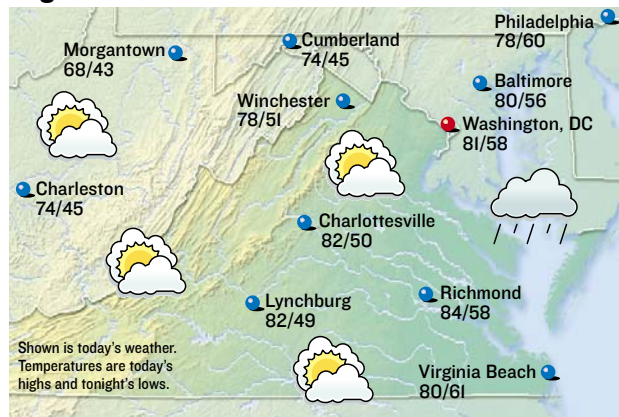 Philadelphia
78/60
Morgantown
68/43
Cumberland
74/45
Baltimore
80/56
Winchester
78/51
Washington, DC
81/58
Charleston
74/45
Charlottesville
82/50
Lynchburg
82/49
Richmond
84/58
Shown is today's weather.
Temperatures are today's
highs and tonight's lows.
Virginia Beach
80/61